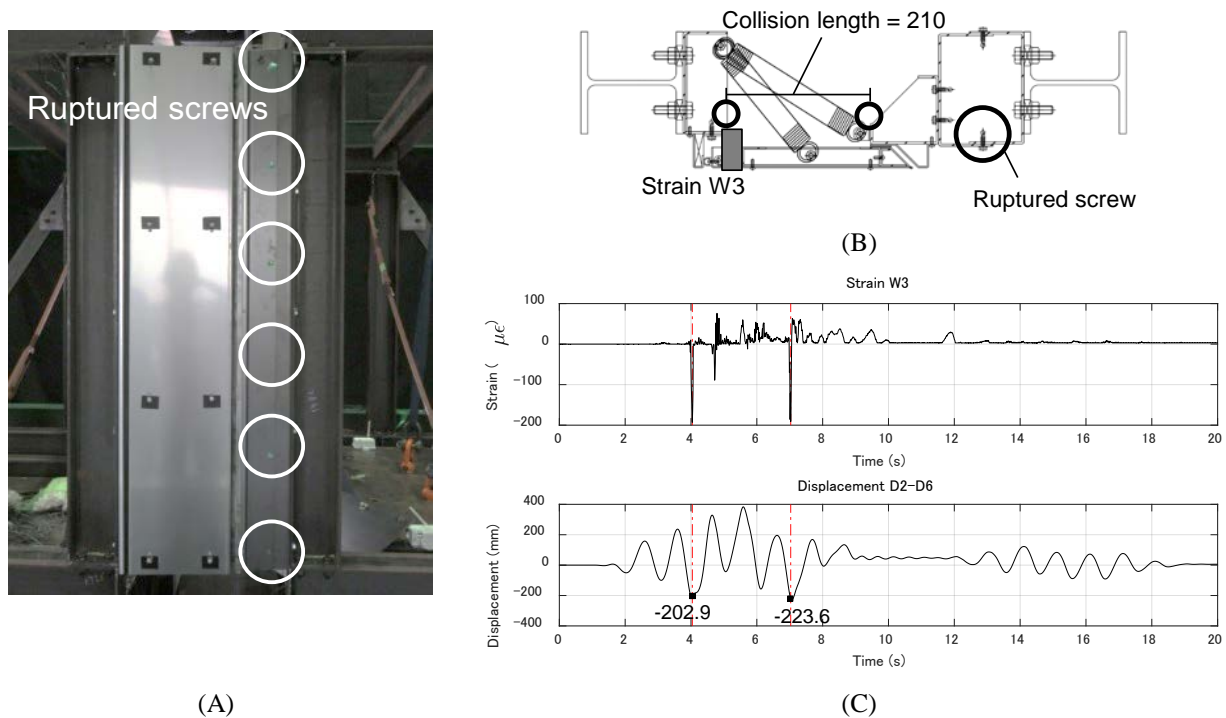 Ruptured screws
(A)
Collision length = 210
Strain W3
Ruptured screw
(B)
Strain W3
100
0
-100
-200
Strain ( με)
0 2 4 6 8 10 12 14 16 18 20
Time (s)
Displacement D2-D6
400
200
0
-200
-400
Displacement (mm)
-202.9
-223.6
0 2 4 6 8 10 12 14 16 18 20
Time (s)
(C)